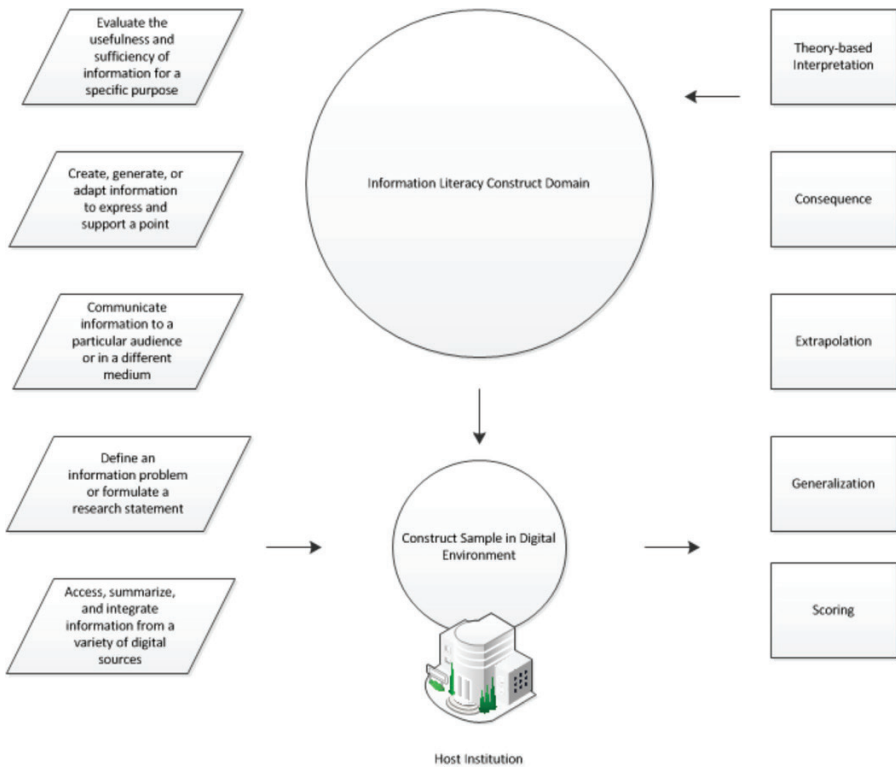 Evaluate the
usefulness and
sufficiency of
information for a
specific purpose
Create, generate, or
adapt information
to express and
support a point
Communicate
information to a
particular audience
or in a different
medium
Define an
information problem
or formulate a
research statement
Access, summarize,
and integrate
information from a
variety of digital
sources
Information Literacy Construct Domain
Construct Sample in Digital
Environment
Host Institution
Theory-based
Interpretation
Consequence
Extrapolation
Generalization
Scoring